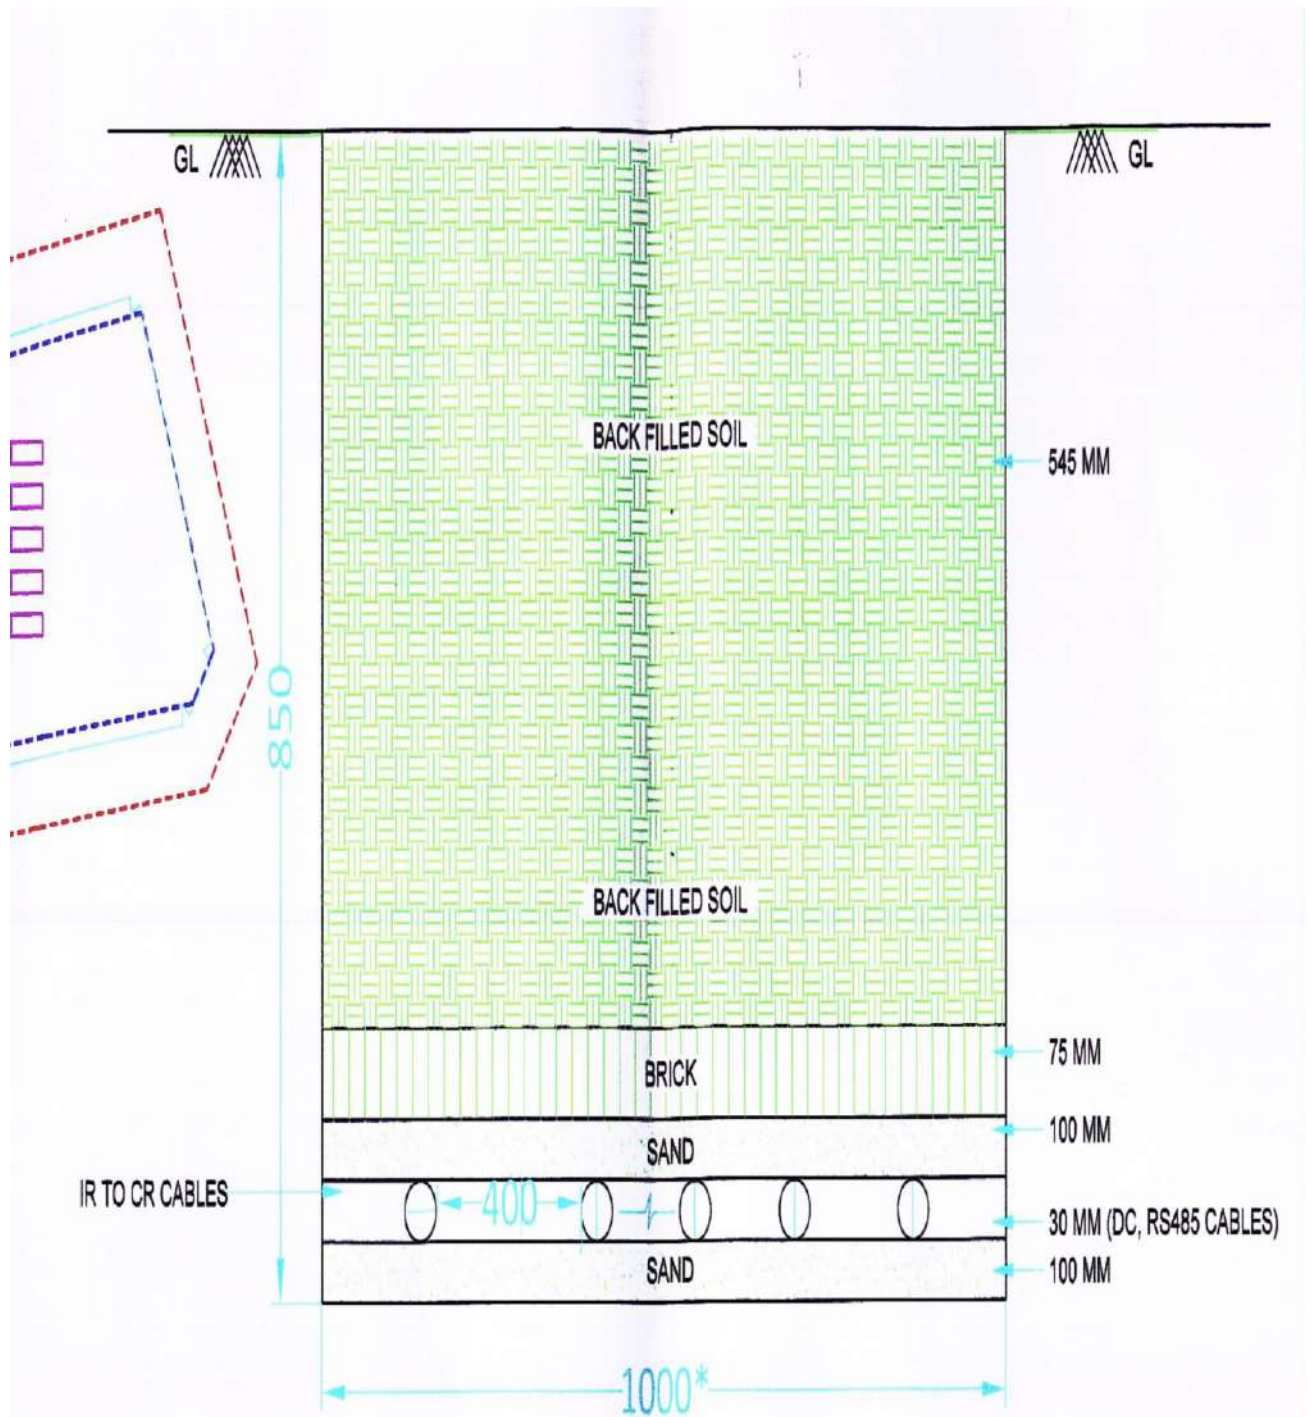 GL
GL
BACK FILLED SOIL
545 MM
850
BACK FILLED SOIL
75 MM
BRICK
100 MM
SAND
IR TO CR CABLES
400
30 MM (DC, RS485 CABLES)
SAND
100 MM
1000*